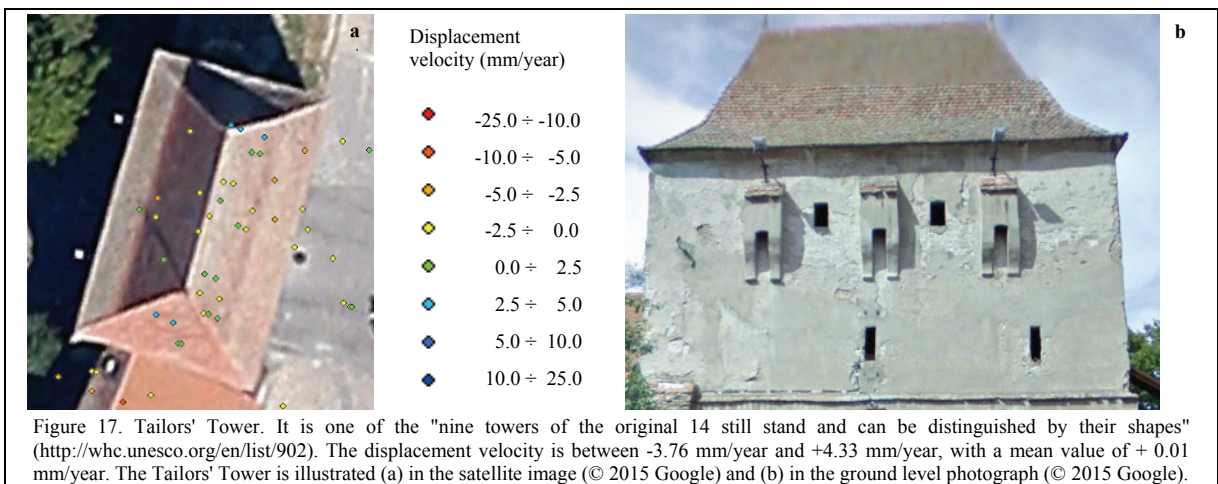 a
Displacement
velocity (mm/year)
-25.0 ÷ -10.0
-10.0 ÷ -5.0
-5.0 ÷ -2.5
-2.5 ÷ 0.0
0.0 ÷ 2.5
2.5 ÷ 5.0
5.0 ÷ 10.0
10.0 ÷ 25.0
b
Figure 17. Tailors' Tower. It is one of the "nine towers of the original 14 still stand and can be distinguished by their shapes"
(http://whc.unesco.org/en/list/902). The displacement velocity is between -3.76 mm/year and +4.33 mm/year, with a mean value of + 0.01
mm/year. The Tailors' Tower is illustrated (a) in the satellite image (© 2015 Google) and (b) in the ground level photograph (© 2015 Google).